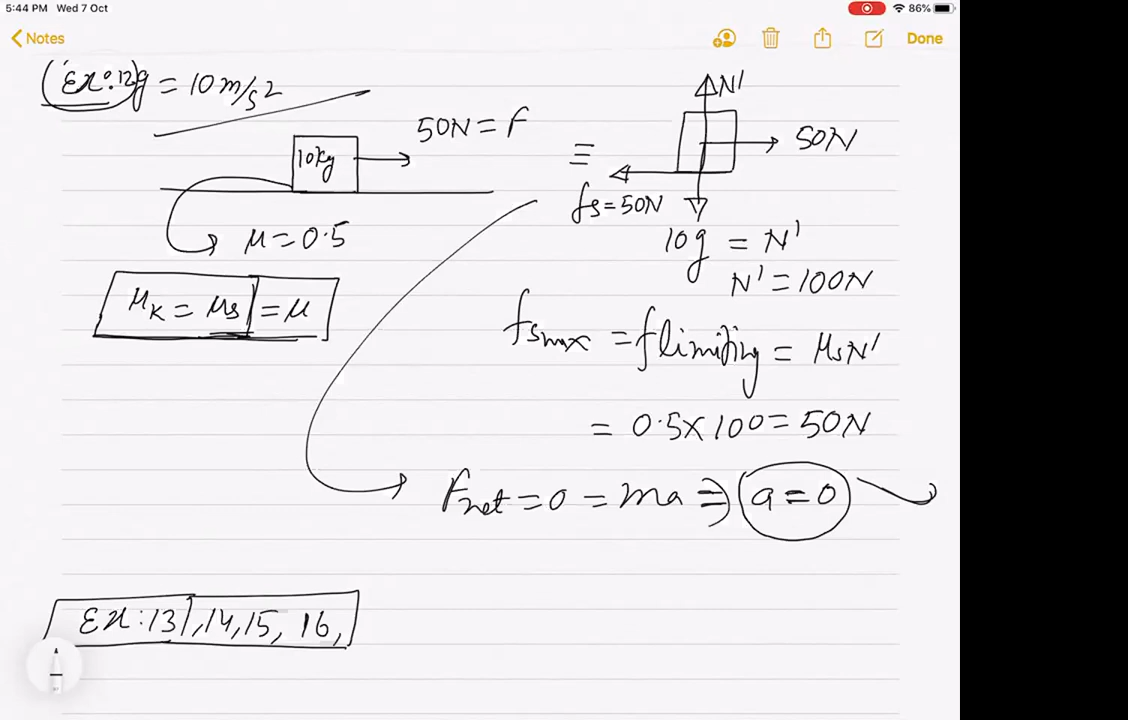 5:44 PM Wed 7 Oct
86%
Notes
Done
Ex:12 g = 10 m/s2
10kg
50N = F
μ = 0.5
μk = μs = μ
≡
N'
50N
fs = 50N
10g = N'
N' = 100N
fsmax = flimiting = μsN'
= 0.5 x 100 = 50N
Fnet = 0 = ma ⇒ a = 0
Ex:13, 14, 15, 16,